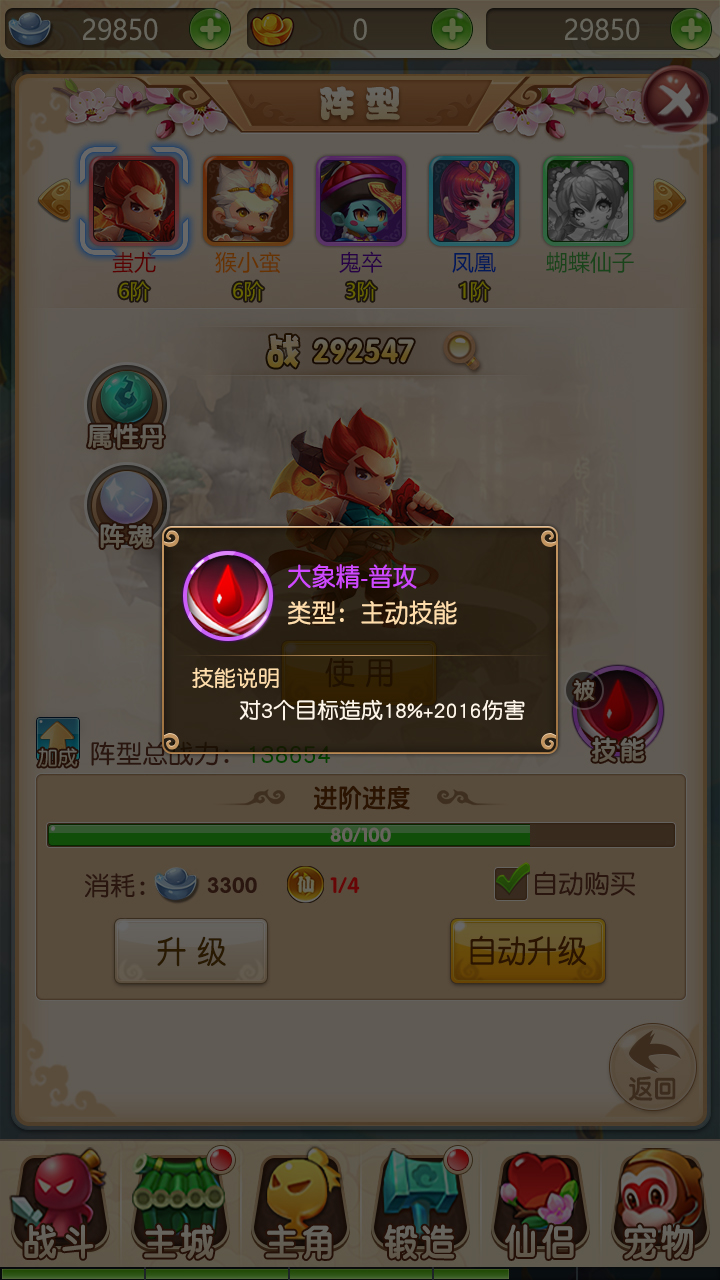 29850
0
29850
阵型
蚩尤
猴小蛮
鬼卒
凤凰
蝴蝶仙子
6阶
6阶
3阶
1阶
战 292547
属性丹
阵魂
大象精-普攻
类型：主动技能
使用
技能说明
对3个目标造成18%+2016伤害
被
技能
加成
阵型总战力：138654
进阶进度
80/100
消耗：
3300
仙
1/4
自动购买
升级
自动升级
返回
战斗
主城
主角
锻造
仙侣
宠物